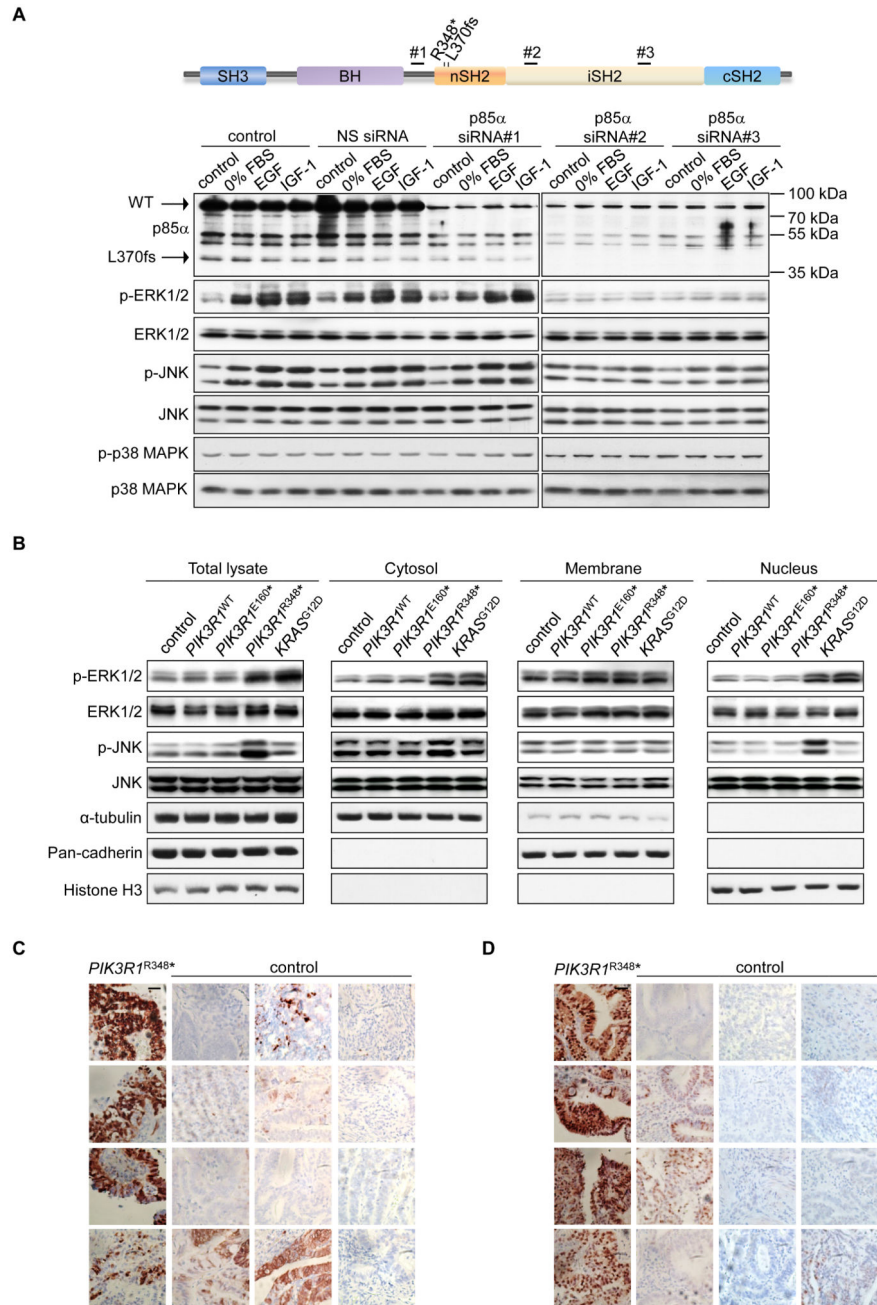 A
R348*
L370fs
#1 #2 #3
SH3 BH nSH2 iSH2 cSH2
control NS siRNA p85α siRNA#1 p85α siRNA#2 p85α siRNA#3
control 0% FBS EGF IGF-1 control 0% FBS EGF IGF-1 control 0% FBS EGF IGF-1 control 0% FBS EGF IGF-1 control 0% FBS EGF IGF-1
WT 100 kDa
70 kDa
p85α 55 kDa
L370fs
35 kDa
p-ERK1/2
ERK1/2
p-JNK
JNK
p-p38 MAPK
p38 MAPK
B
Total lysate Cytosol Membrane Nucleus
control PIK3R1WT PIK3R1E160* PIK3R1R348* KRASG12D control PIK3R1WT PIK3R1E160* PIK3R1R348* KRASG12D control PIK3R1WT PIK3R1E160* PIK3R1R348* KRASG12D control PIK3R1WT PIK3R1E160* PIK3R1R348* KRASG12D
p-ERK1/2
ERK1/2
p-JNK
JNK
α-tubulin
Pan-cadherin
Histone H3
C
PIK3R1R348* control
D
PIK3R1R348* control